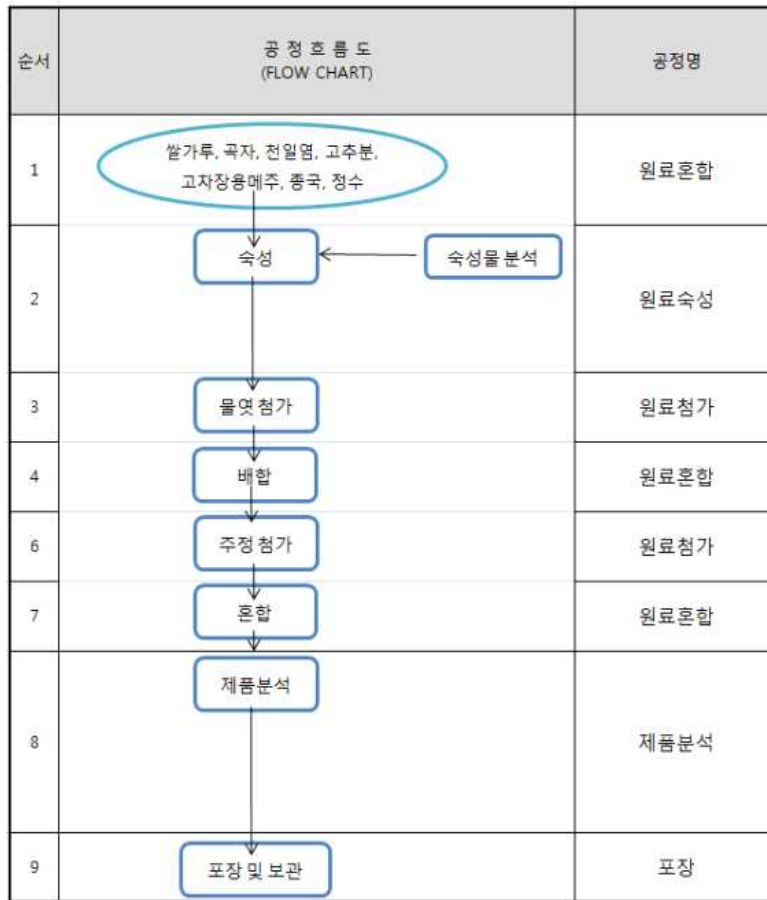 순서
공 정 흐 름 도
(FLOW CHART)
공정명
1
쌀가루, 곡자, 천일염, 고추분,
고차장용메주, 종국, 정수
원료혼합
2
숙성
숙성물 분석
원료숙성
3
물엿 첨가
원료첨가
4
배합
원료혼합
6
주정 첨가
원료첨가
7
혼합
원료혼합
8
제품분석
제품분석
9
포장 및 보관
포장